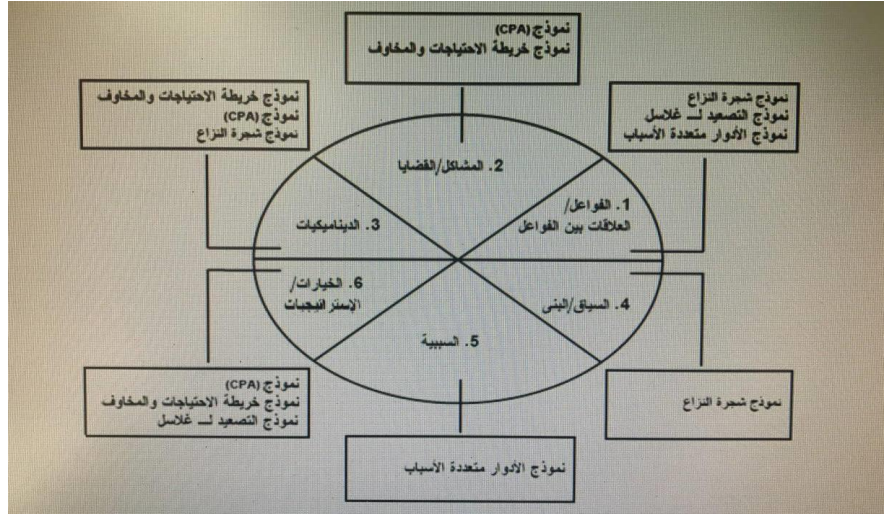 نموذج (CPA)
نموذج خريطة الاحتياجات والمخاوف
نموذج شجرة النزاع
نموذج التصعيد لــ غلاسل
نموذج الأدوار متعددة الأسباب
نموذج خريطة الاحتياجات والمخاوف
نموذج (CPA)
نموذج شجرة النزاع
1. الفواعل/
العلاقات بين الفواعل
2. المشاكل/القضايا
3. الديناميكيات
4. السياق/البنى
5. السببية
6. الخيارات/
الإستراتيجيات
نموذج شجرة النزاع
نموذج (CPA)
نموذج خريطة الاحتياجات والمخاوف
نموذج التصعيد لــ غلاسل
نموذج الأدوار متعددة الأسباب